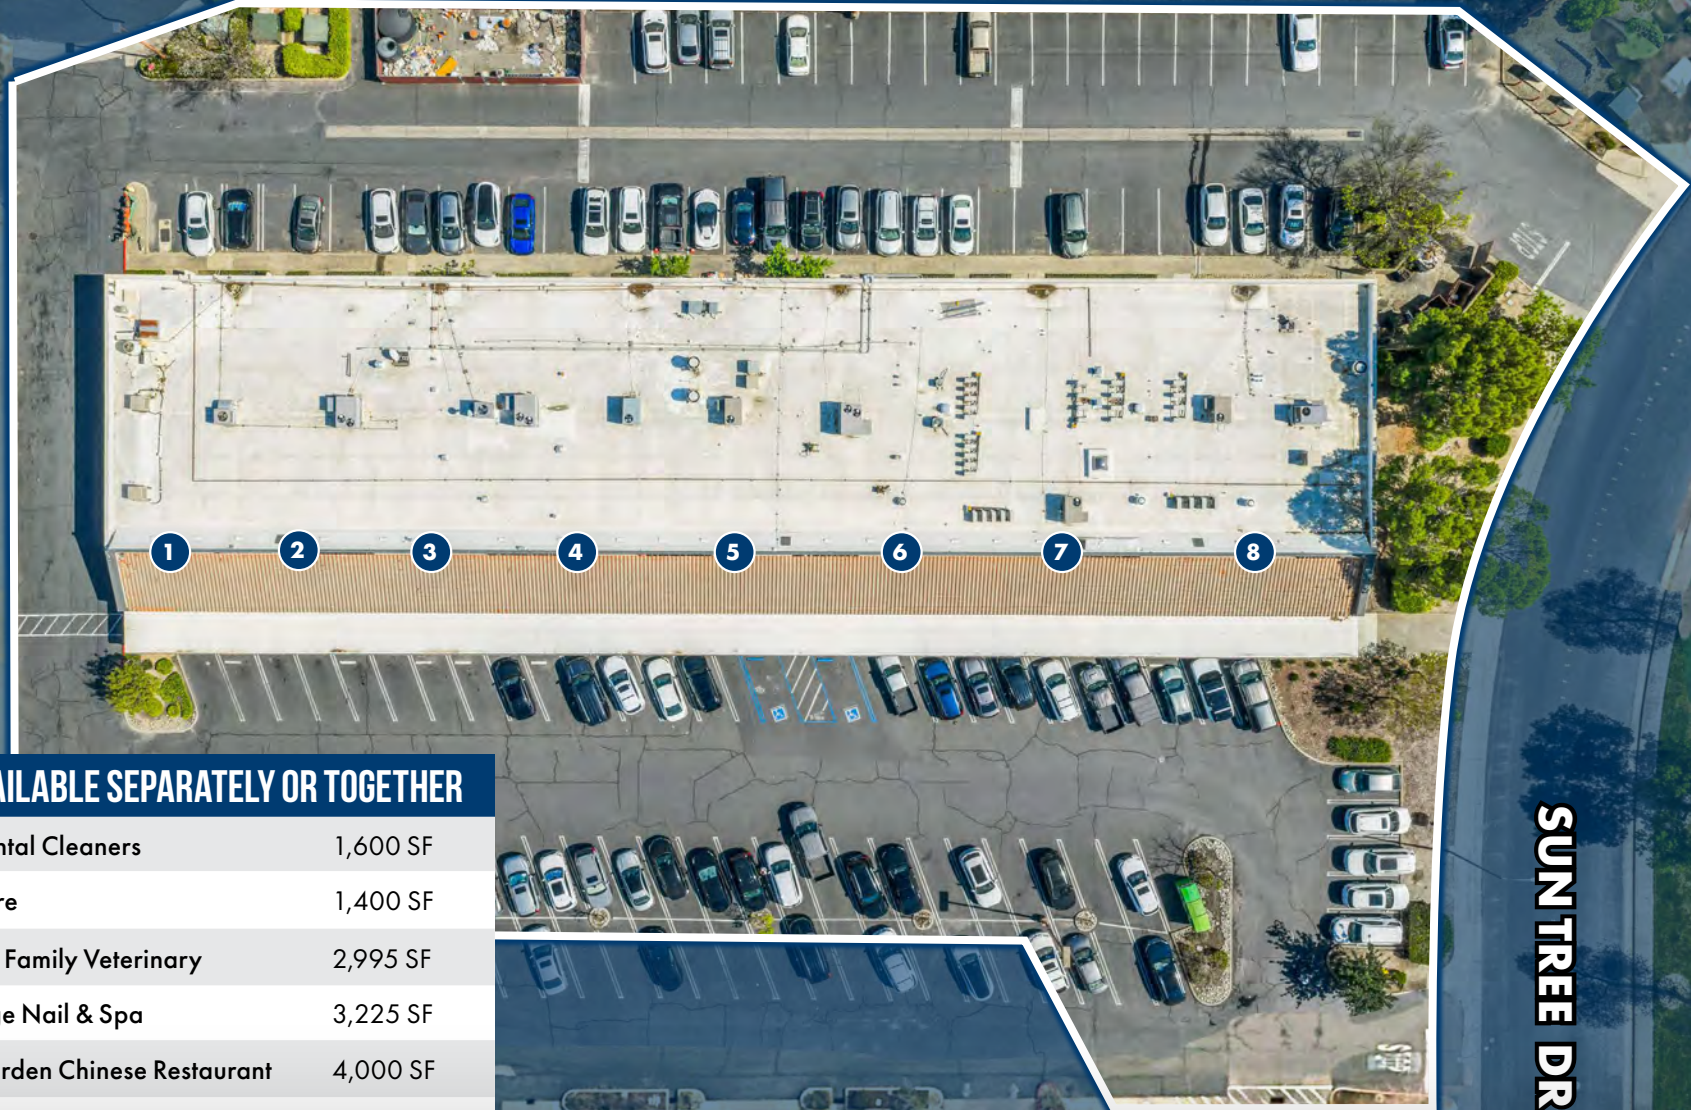 1 2 3 4 5 6 7 8
AILABLE SEPARATELY OR TOGETHER
ntal Cleaners 1,600 SF
re 1,400 SF
Family Veterinary 2,995 SF
ge Nail & Spa 3,225 SF
rden Chinese Restaurant 4,000 SF
SUN TREE DR